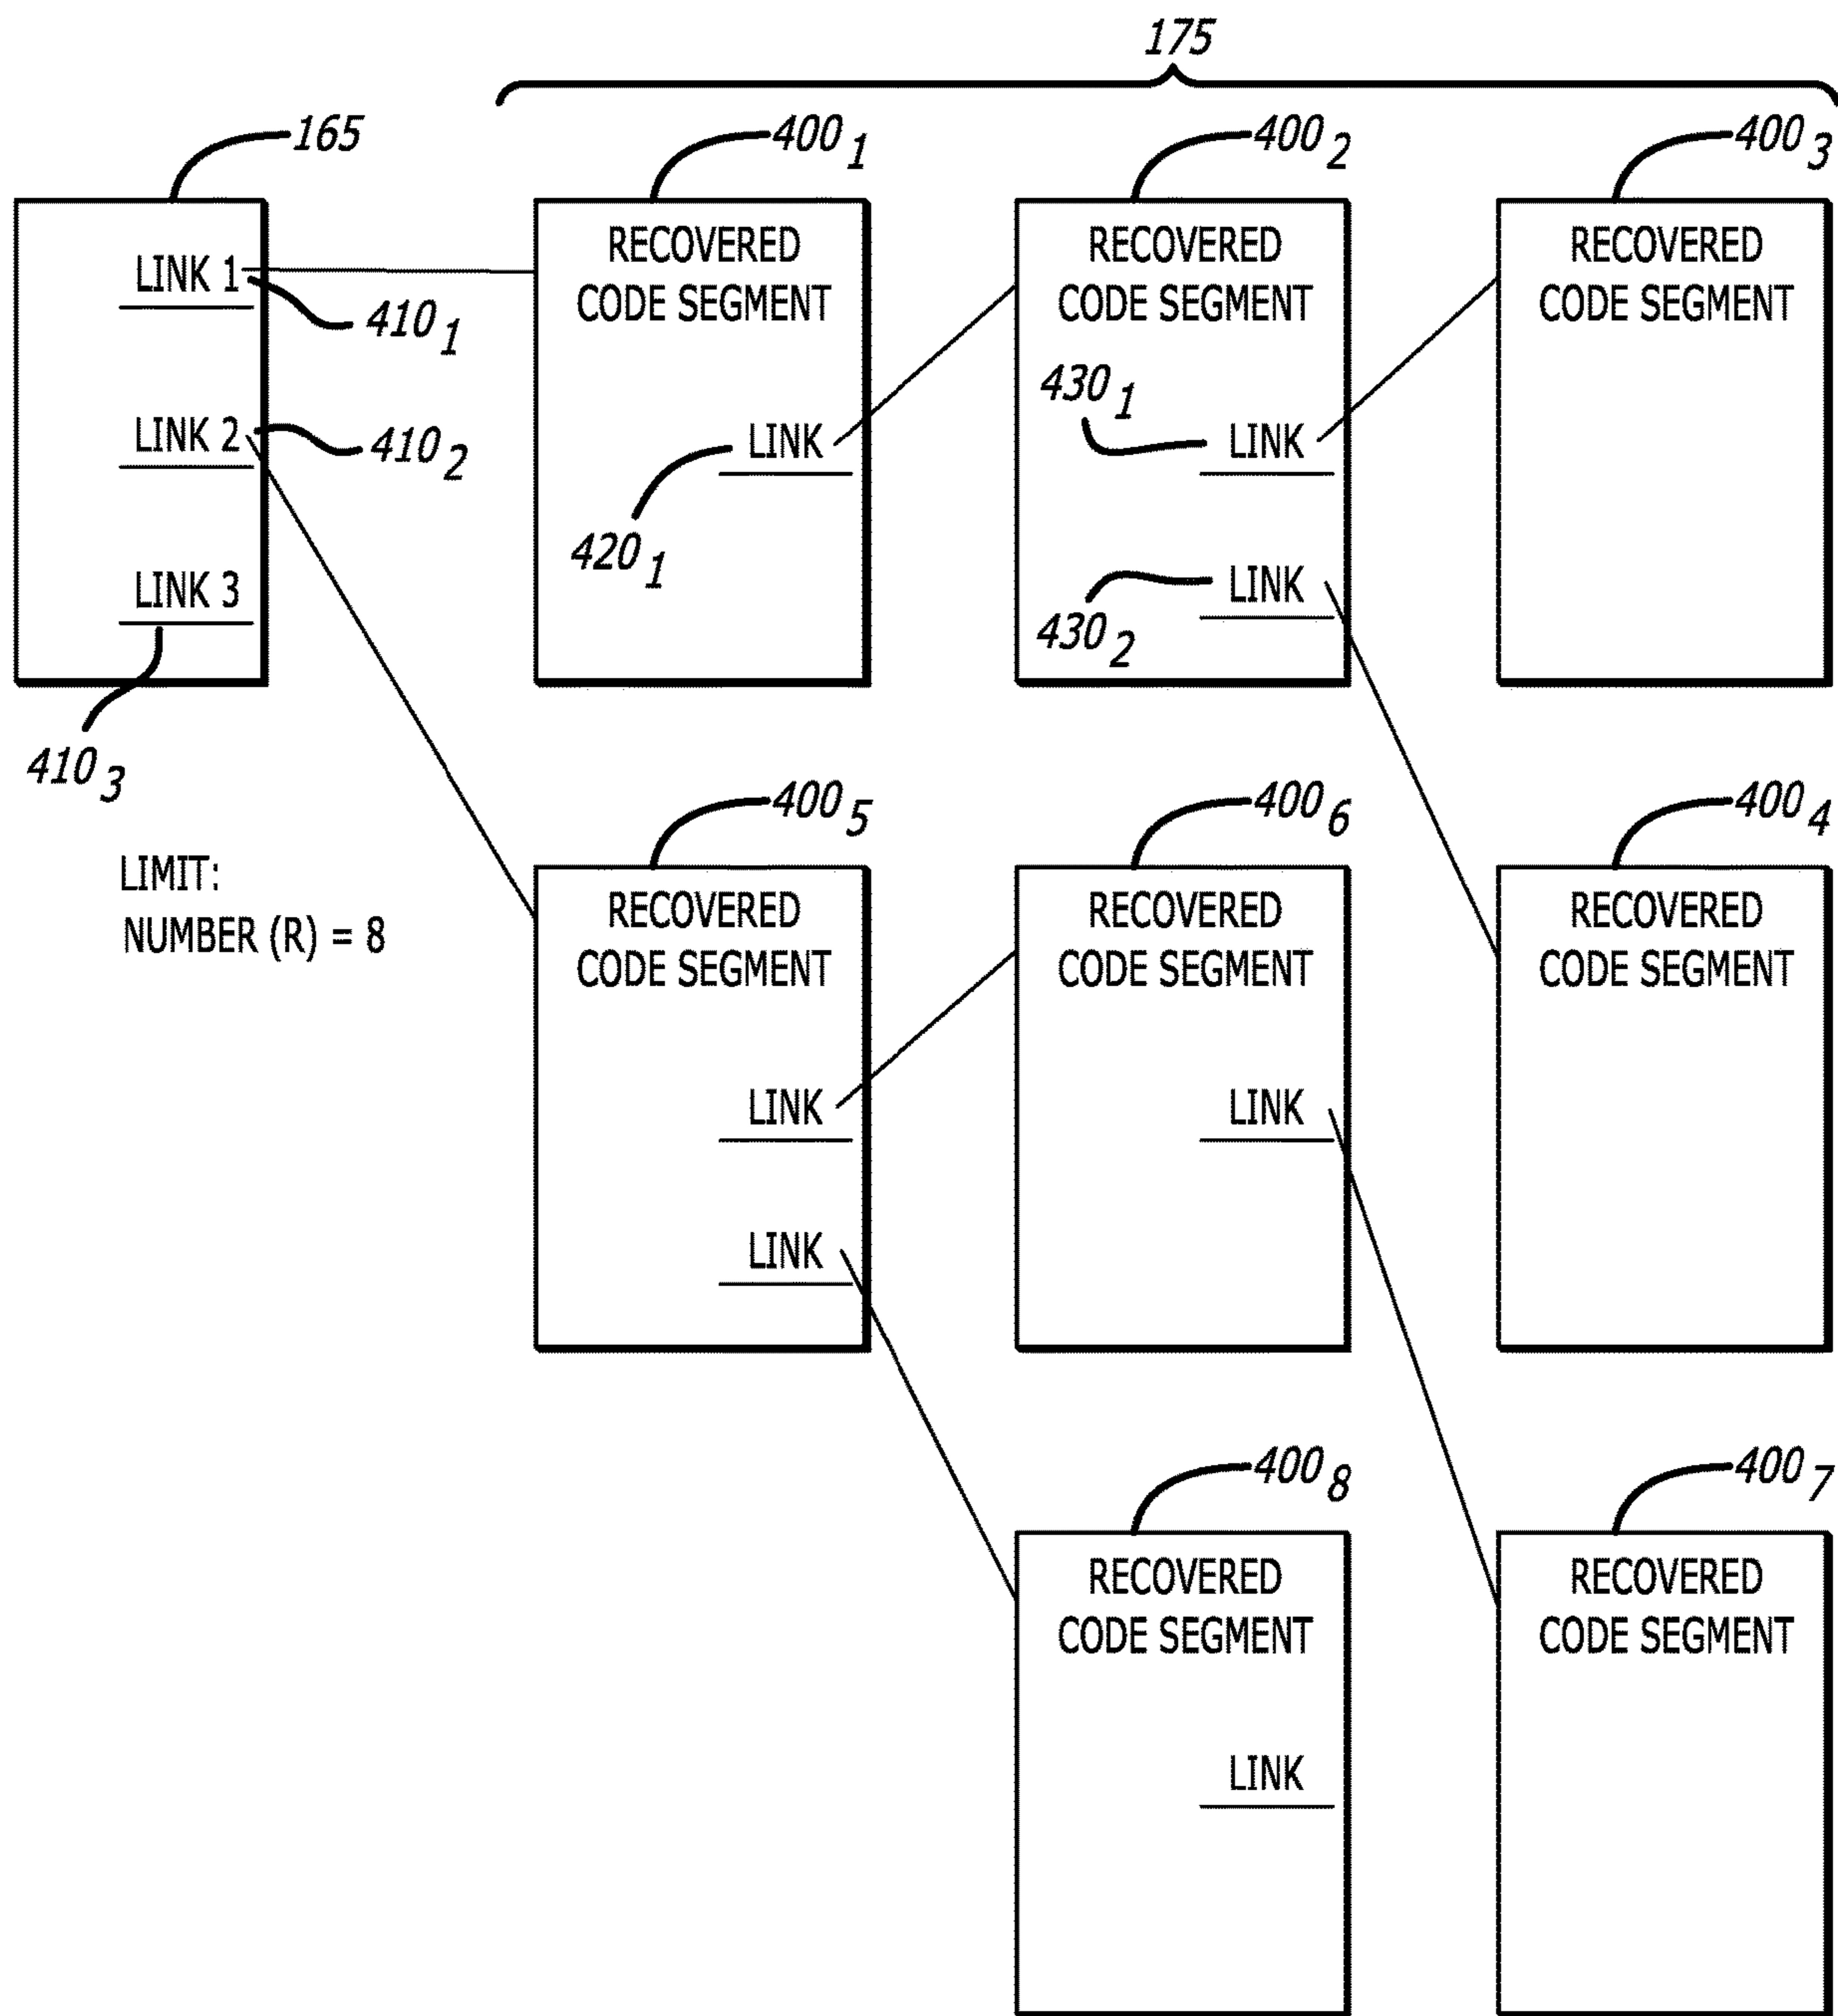 175
165
400 1
400 2
400 3
LINK 1
410 1
LINK 2
410 2
LINK 3
410 3
RECOVERED
CODE SEGMENT
LINK
420 1
RECOVERED
CODE SEGMENT
430 1
LINK
430 2
LINK
RECOVERED
CODE SEGMENT
LIMIT:
NUMBER (R) = 8
400 5
RECOVERED
CODE SEGMENT
LINK
LINK
400 6
RECOVERED
CODE SEGMENT
LINK
400 4
RECOVERED
CODE SEGMENT
400 8
RECOVERED
CODE SEGMENT
LINK
400 7
RECOVERED
CODE SEGMENT